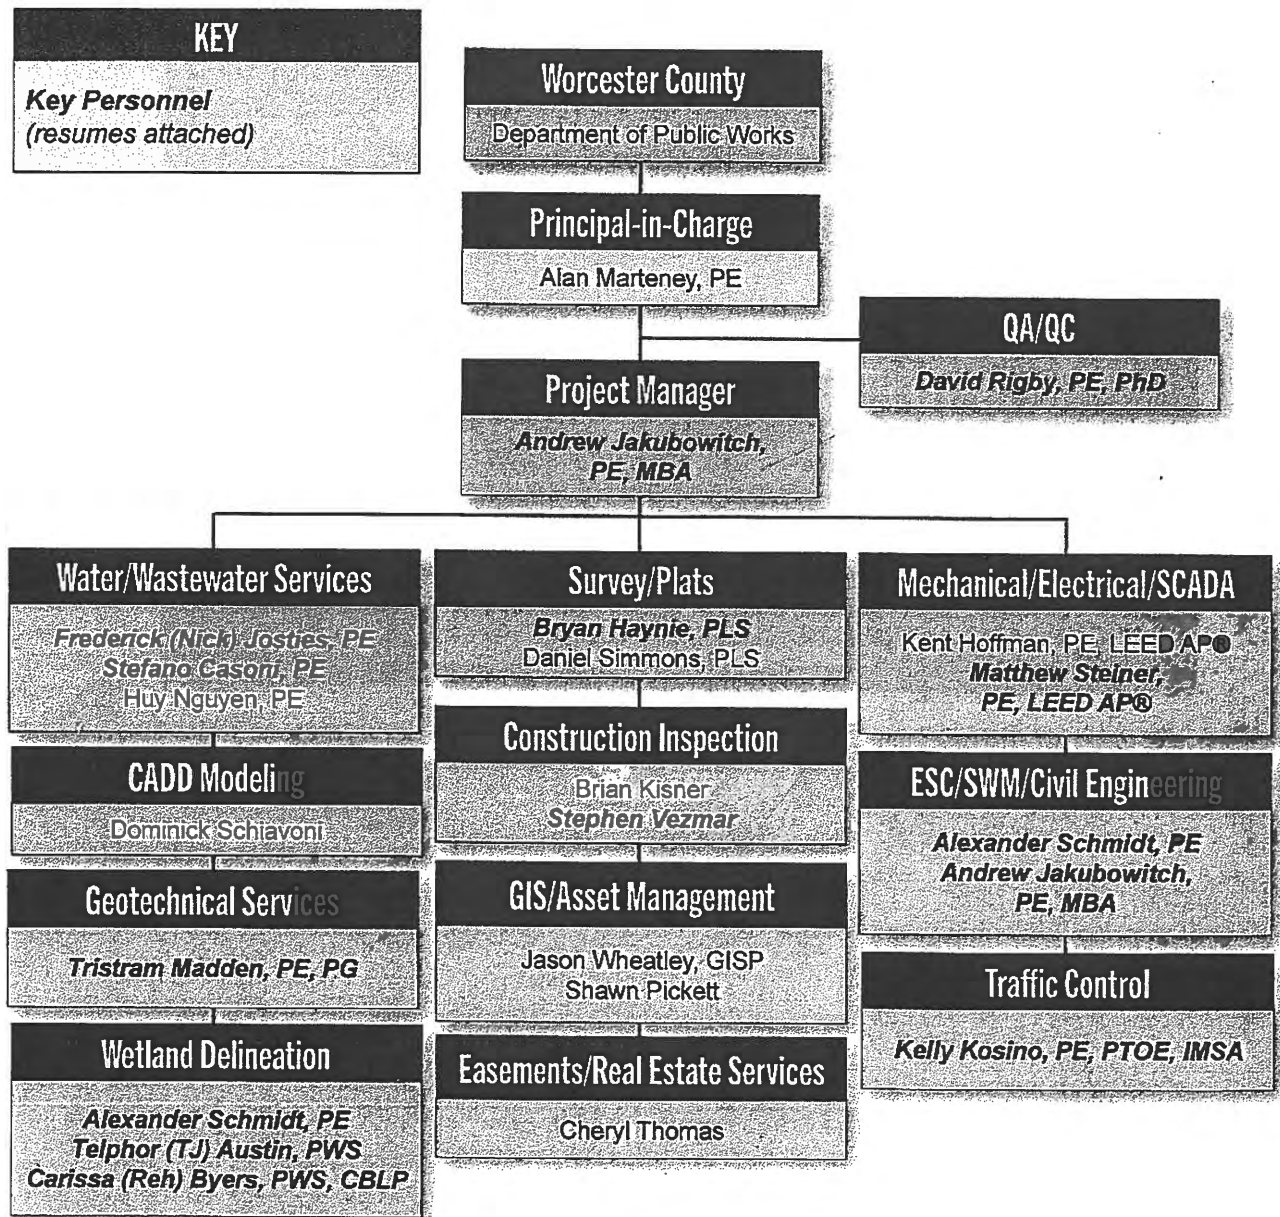 KEY
Key Personnel
(resumes attached)
Worcester County
Department of Public Works
Principal-in-Charge
Alan Marteney, PE
QA/QC
David Rigby, PE, PhD
Project Manager
Andrew Jakubowitch,
PE, MBA
Water/Wastewater Services
Frederick (Nick) Josties, PE
Stefano Casoni, PE
Huy Nguyen, PE
CADD Modeling
Dominick Schiavoni
Geotechnical Services
Tristram Madden, PE, PG
Wetland Delineation
Alexander Schmidt, PE
Telphor (TJ) Austin, PWS
Carissa (Reh) Byers, PWS, CBLP
Survey/Plats
Bryan Haynie, PLS
Daniel Simmons, PLS
Construction Inspection
Brian Kisner
Stephen Vezmar
GIS/Asset Management
Jason Wheatley, GISP
Shawn Pickett
Easements/Real Estate Services
Cheryl Thomas
Mechanical/Electrical/SCADA
Kent Hoffman, PE, LEED AP®
Matthew Steiner,
PE, LEED AP®
ESC/SWM/Civil Engineering
Alexander Schmidt, PE
Andrew Jakubowitch,
PE, MBA
Traffic Control
Kelly Kosino, PE, PTOE, IMSA